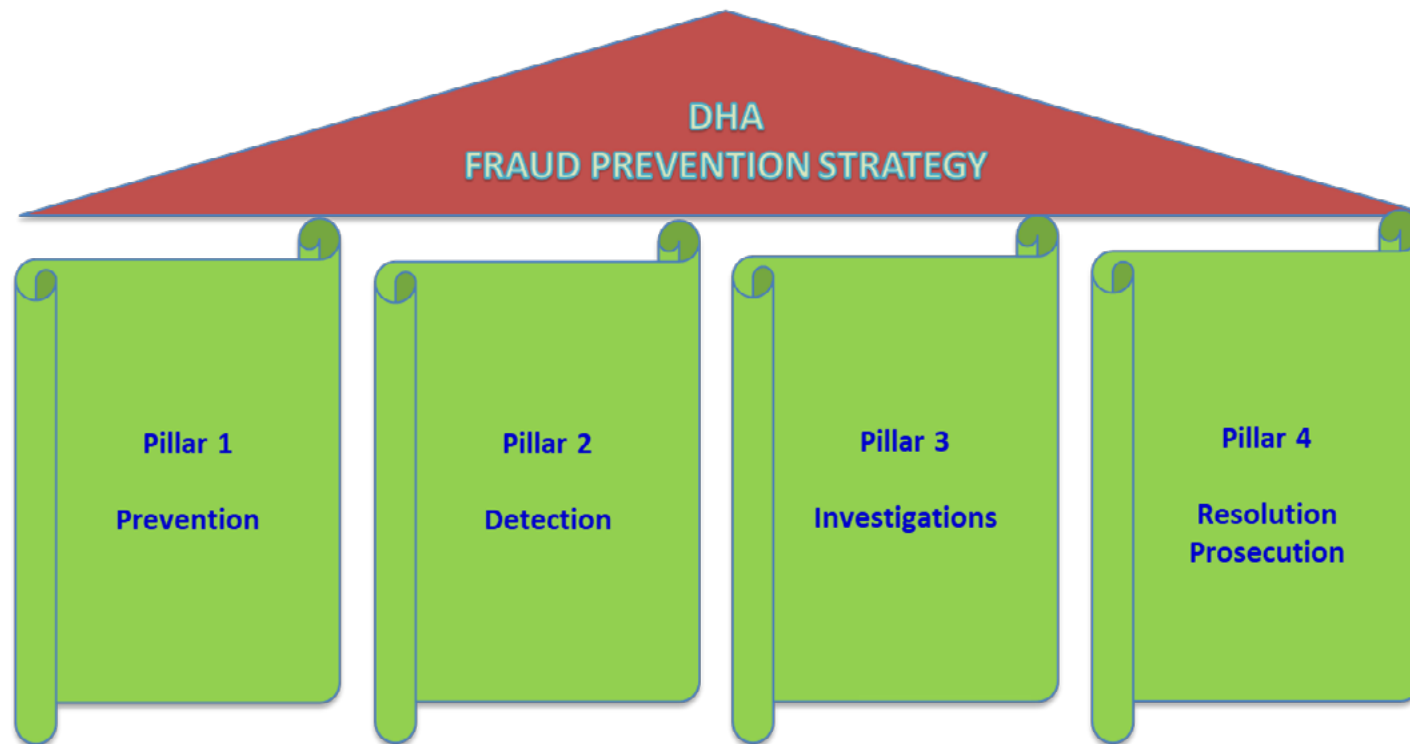 DHA
FRAUD PREVENTION STRATEGY
Pillar 1
Prevention
Pillar 2
Detection
Pillar 3
Investigations
Pillar 4
Resolution
Prosecution